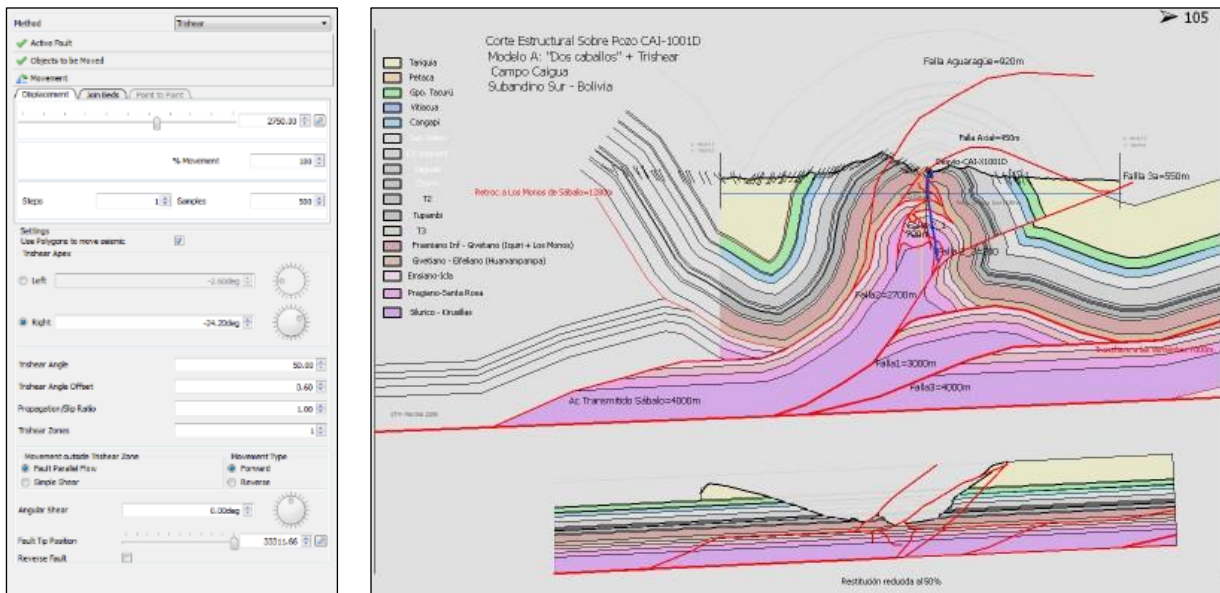 Method Trishear
Active Fault
Objects to be Moved
Movement
Displacement Join Beds Point to Point
2750.00
% Movement 100
Steps 1 Samples 500
Settings
Use Polygons to move seismic
Trishear Apex
Left
Right -24.20deg
Trishear Angle 50.00
Trishear Angle Offset 0.60
Propagation/Slip Ratio 1.00
Trishear Zones 1
Movement outside Trishear Zone Movement Type
Fault Parallel Flow Forward
Simple Shear Reverse
Angular Shear 0.00deg
Fault Tip Position 33311.66
Reverse Fault
105
Corte Estructural Sobre Pozo CAI-1001D
Modelo A: "Dos caballos" + Trishear
Campo Caigua
Subandino Sur - Bolivia
Tariquia
Petaca
Gpo. Tacurú
Vitiacua
Cangapi
T2
Tupambi
T3
Frasniano Inf - Givetiano (Iquiri + Los Monos)
Givetiano - Eifeliano (Huamampampa)
Emsiano-Icla
Pragiano-Santa Rosa
Silurico - Kirusillas
Falla Aguaragüe=920m
Falla Axial=450m
Falla 3a=550m
Retroc. a Los Monos de Sábalo=1280m
Falla2=2700m
Falla1=3000m
Falla3=4000m
Ac. Transmitido Sábalo=4000m
Restitución reducida al 50%